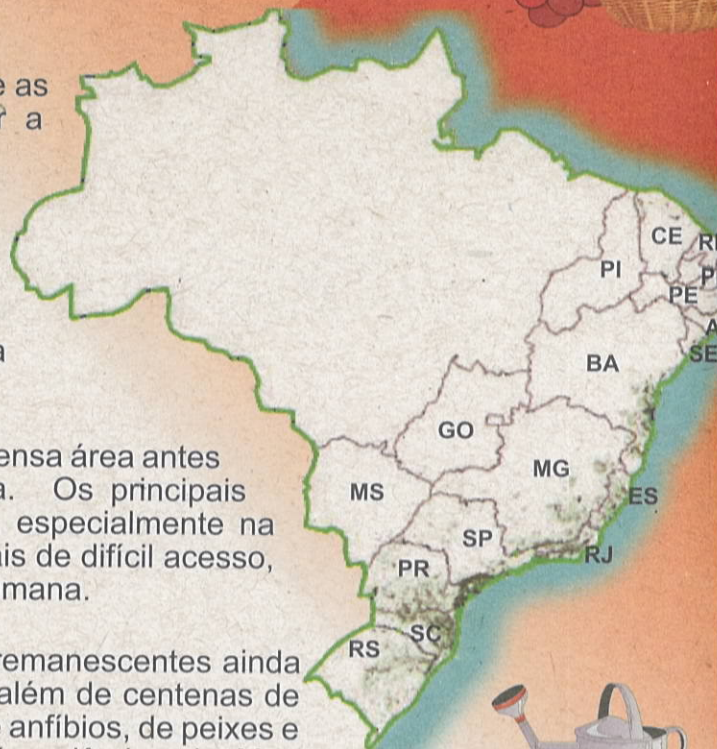 e as
r a
a
ensa área antes
a. Os principais
especialmente na
ais de difícil acesso,
mana.
remanescentes ainda
além de centenas de
anfíbios, de peixes e
CE
PI
PE
SE
BA
GO
MG
MS
ES
SP
RJ
PR
SC
RS